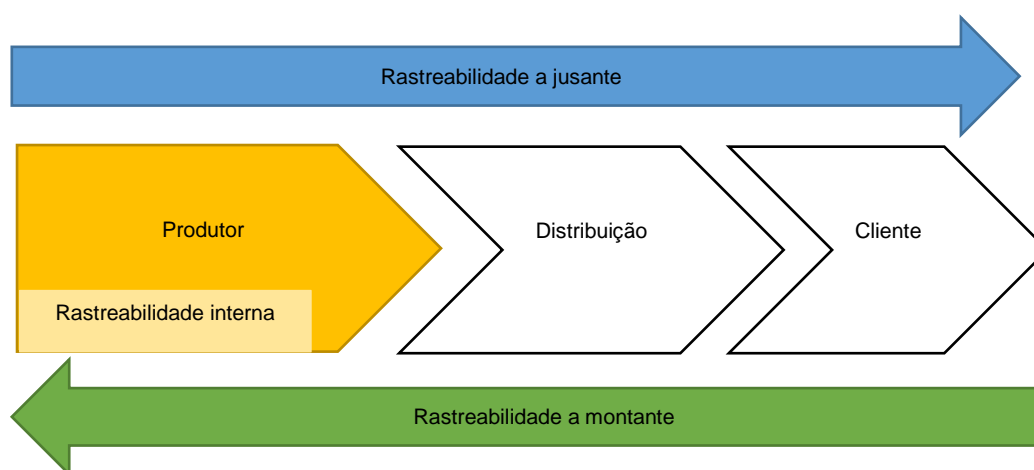 Rastreabilidade a jusante
Produtor
Distribuição
Cliente
Rastreabilidade interna
Rastreabilidade a montante